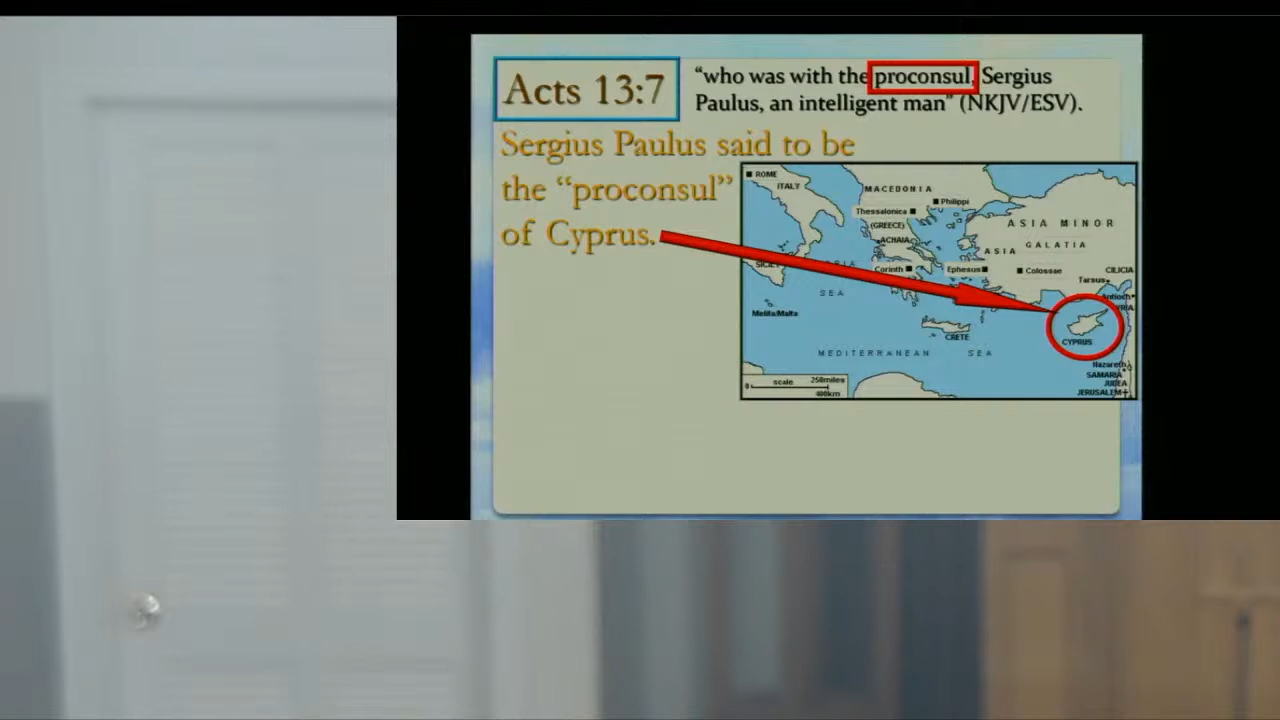 Acts 13:7
“who was with the proconsul, Sergius
Paulus, an intelligent man” (NKJV/ESV).
Sergius Paulus said to be
the “proconsul”
of Cyprus.
ROME
ITALY
MACEDONIA
Philippi
Thessalonica
(GREECE)
ACHAIA
ASIA MINOR
GALATIA
ASIA
Corinth
Ephesus
Colossae
CILICIA
Tarsus
Antioch
SEA
Melita/Malta
CRETE
CYPRUS
MEDITERRANEAN SEA
Nazareth
SAMARIA
JUDEA
JERUSALEM
scale 250miles
0 400km